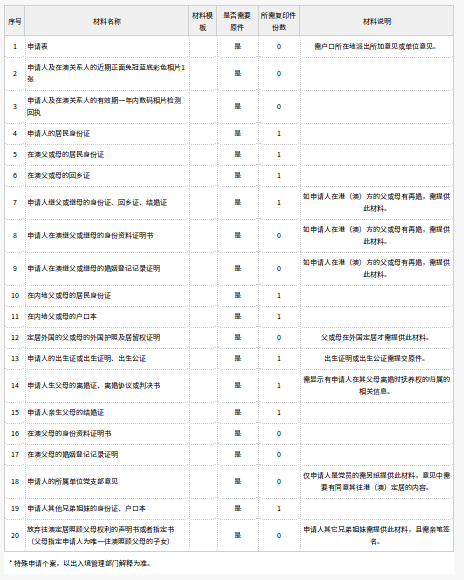 序号 材料名称 材料模板 是否需要原件 所需复印件份数 材料说明
1 申请表 是 0 需户口所在地派出所加意见或单位意见。
2 申请人及在澳关系人的近期正面免冠蓝底彩色相片1张 是 0
3 申请人及在澳关系人的有效期一年内数码相片检测回执 是 0
4 申请人的居民身份证 是 1
5 在澳父或母的居民身份证 是 1
6 在澳父或母的回乡证 是 1
7 申请人继父或继母的身份证、回乡证、结婚证 是 1 如申请人在港（澳）方的父或母有再婚，需提供此材料。
8 申请人在澳继父或继母的身份资料证明书 是 0 如申请人在港（澳）方的父或母有再婚，需提供此材料。
9 申请人在澳继父或继母的婚姻登记记录证明 是 0 如申请人在港（澳）方的父或母有再婚，需提供此材料。
10 在内地父或母的居民身份证 是 1
11 在内地父或母的户口本 是 1
12 定居外国的父或母的外国护照及居留权证明 是 0 父或母在外国定居才需提供此材料。
13 申请人的出生证或出生证明、出生公证 是 1 出生证明或出生公证需提交原件。
14 申请人生父母的离婚证、离婚协议或判决书 是 1 需显示有申请人在其父母离婚时抚养权的归属的相关信息。
15 申请人亲生父母的结婚证 是 1
16 在澳父母的身份资料证明书 是 0
17 在澳父母的婚姻登记记录证明 是 0
18 申请人的所属单位党支部意见 是 0 仅申请人是党员的需另纸提供此材料，意见中需要有同意其往港（澳）定居的内容。
19 申请人其他兄弟姐妹的身份证、户口本 是 1
20 放弃往澳定居照顾父母权利的声明书或者指定书（父母指定申请人为唯一往澳照顾父母的子女） 是 0 申请人其它兄弟姐妹需提供此材料，且需亲笔签名。
* 特殊申请个案，以出入境管理部门解释为准。